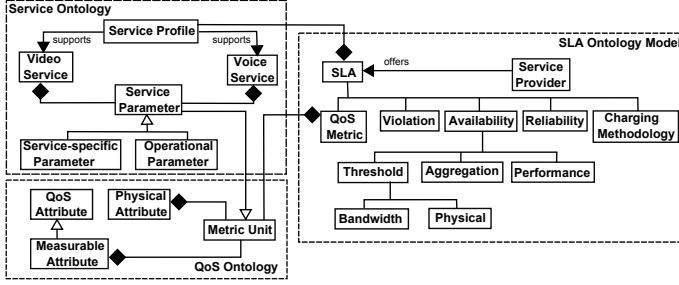 Service Ontology
Service Profile
supports
supports
Video
Service
Voice
Service
Service
Parameter
Service-specific
Parameter
Operational
Parameter
SLA Ontology Model
SLA
offers
Service
Provider
QoS
Metric
Violation
Availability
Reliability
Charging
Methodology
Threshold
Aggregation
Performance
Bandwidth
Physical
QoS
Attribute
Physical
Attribute
Metric Unit
Measurable
Attribute
QoS Ontology